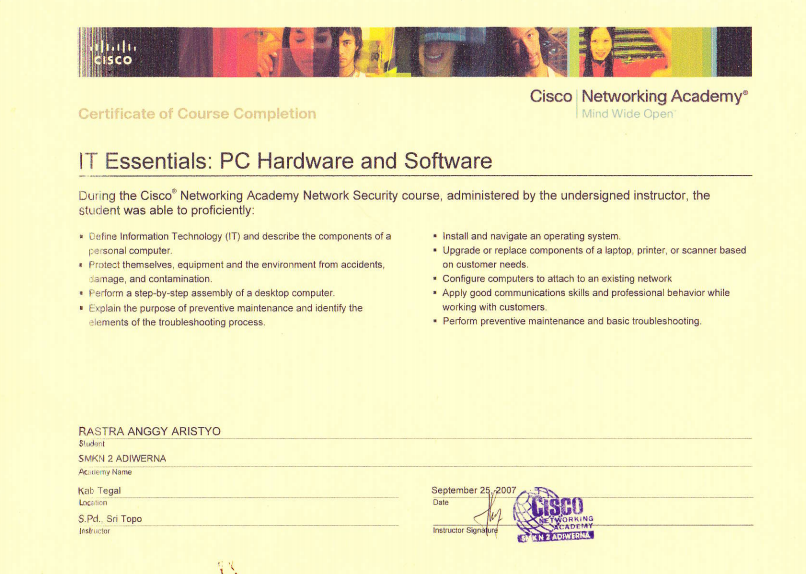 CISCO
Cisco Networking Academy®
Mind Wide Open
Certificate of Course Completion
IT Essentials: PC Hardware and Software
During the Cisco® Networking Academy Network Security course, administered by the undersigned instructor, the
student was able to proficiently:
▪ Define Information Technology (IT) and describe the components of a
personal computer.
▪ Protect themselves, equipment and the environment from accidents,
damage, and contamination.
▪ Perform a step-by-step assembly of a desktop computer.
▪ Explain the purpose of preventive maintenance and identify the
elements of the troubleshooting process.
▪ Install and navigate an operating system.
▪ Upgrade or replace components of a laptop, printer, or scanner based
on customer needs.
▪ Configure computers to attach to an existing network
▪ Apply good communications skills and professional behavior while
working with customers.
▪ Perform preventive maintenance and basic troubleshooting.
RASTRA ANGGY ARISTYO
Student
SMKN 2 ADIWERNA
Academy Name
Kab Tegal
Location
September 25, 2007
Date
S.Pd., Sri Topo
Instructor
Instructor Signature
CISCO
NETWORKING
ACADEMY
SMKN 2 ADIWERNA